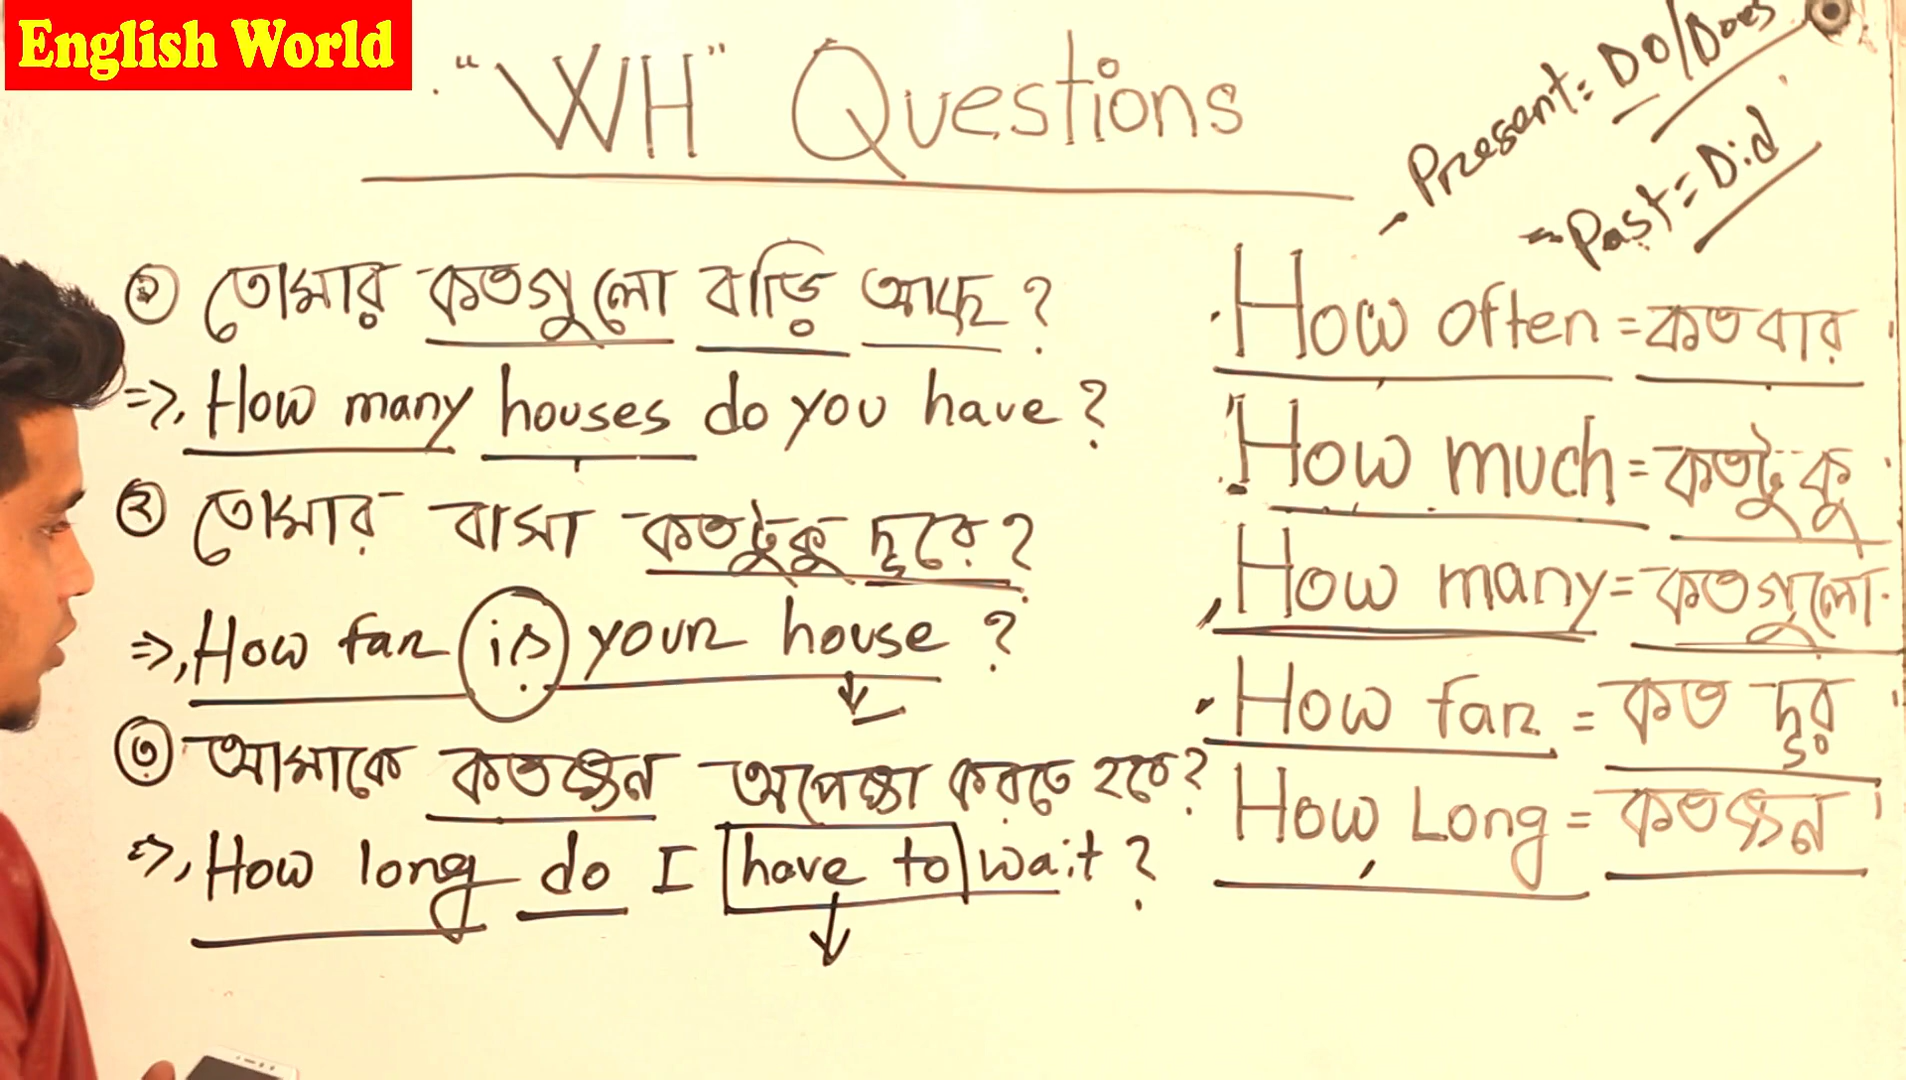 English World
"WH" Questions
Present = Do/Does
Past = Did
① তোমার কতগুলো বাড়ি আছে ?
=> How many houses do you have ?
② তোমার বাসা কতটুকু দূরে ?
=> How far is your house ?
③ আমাকে কতক্ষন অপেক্ষা করতে হবে ?
=> How long do I have to wait ?
How often = কতবার
How much = কতটুকু
How many = কতগুলো
How far = কত দূর
How Long = কতক্ষন